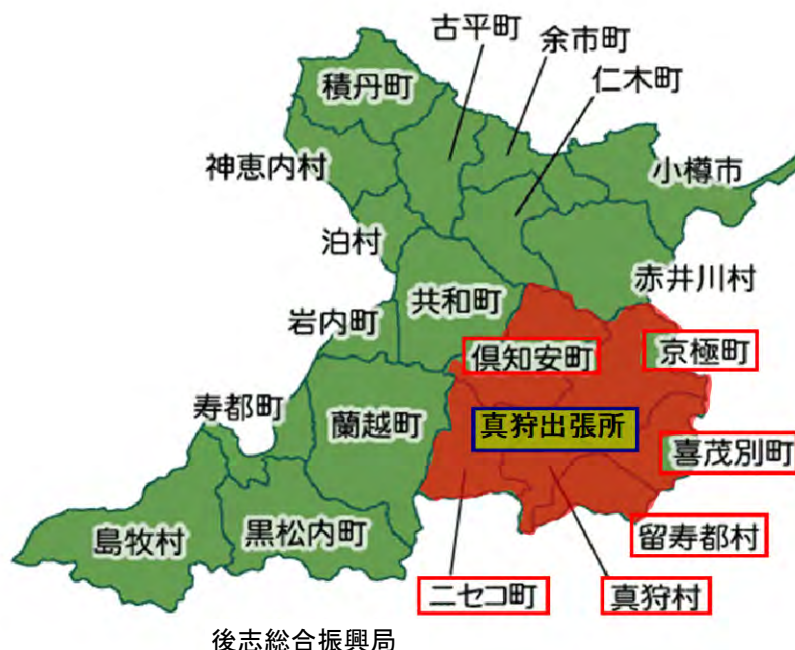 古平町
余市町
仁木町
積丹町
神恵内村
小樽市
泊村
赤井川村
共和町
岩内町
倶知安町
京極町
寿都町
蘭越町
真狩出張所
喜茂別町
島牧村
黒松内町
留寿都村
ニセコ町
真狩村
後志総合振興局